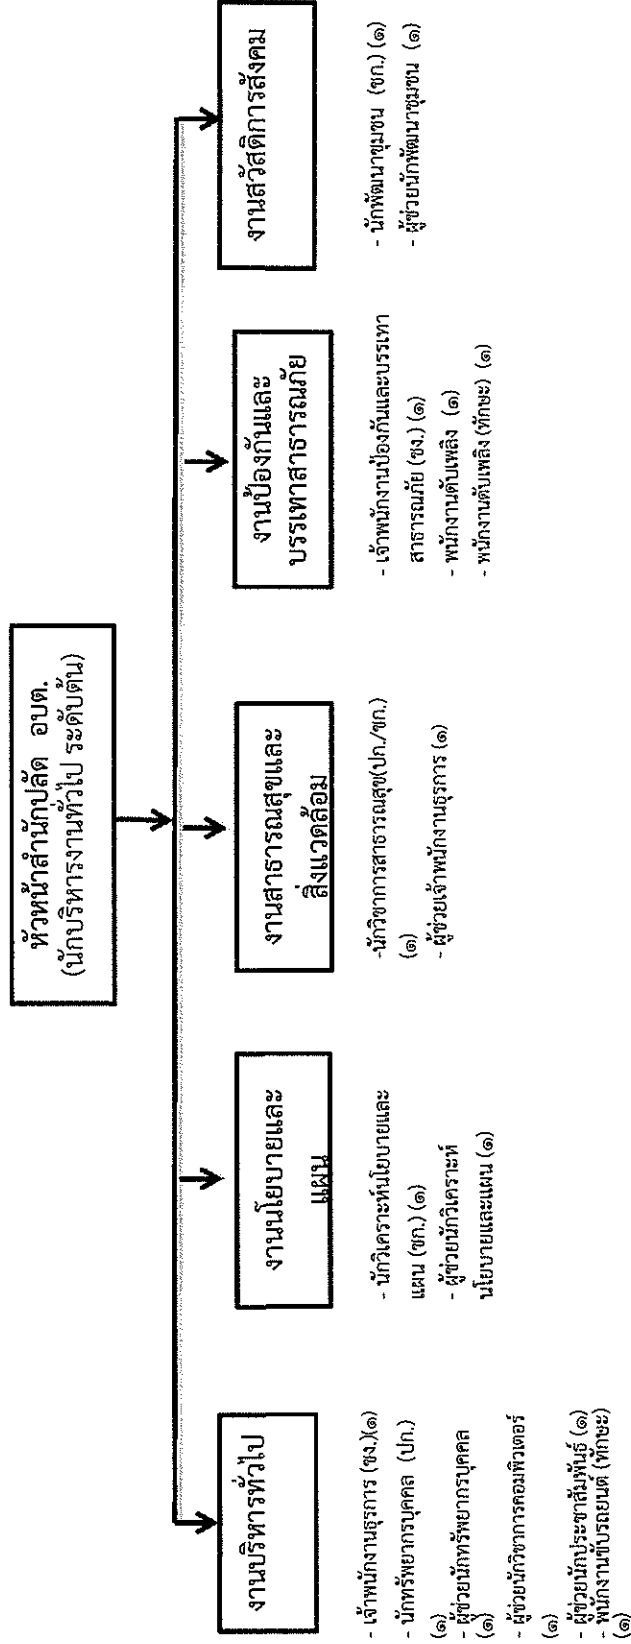 หัวหน้าสำนักปลัด อบต.
(นักบริหารงานทั่วไป ระดับต้น)
งานบริหารทั่วไป
- เจ้าพนักงานธุรการ (ชง.)(๑)
- นักทรัพยากรบุคคล (ปก.)
(๑)
- ผู้ช่วยนักทรัพยากรบุคคล
(๑)
- ผู้ช่วยนักวิชาการคอมพิวเตอร์
(๑)
- ผู้ช่วยนักประชาสัมพันธ์ (๑)
- พนักงานขับรถยนต์ (ทักษะ)
(๑)
งานนโยบายและ
แผน
- นักวิเคราะห์นโยบายและ
แผน (ชก.) (๑)
- ผู้ช่วยนักวิเคราะห์
นโยบายและแผน (๑)
งานสาธารณสุขและ
สิ่งแวดล้อม
-นักวิชาการสาธารณสุข(ปก./ชก.)
(๑)
- ผู้ช่วยเจ้าพนักงานธุรการ (๑)
งานป้องกันและ
บรรเทาสาธารณภัย
- เจ้าพนักงานป้องกันและบรรเทา
สาธารณภัย (ชง.) (๑)
- พนักงานดับเพลิง (๑)
- พนักงานดับเพลิง (ทักษะ) (๑)
งานสวัสดิการสังคม
- นักพัฒนาชุมชน (ชก.) (๑)
- ผู้ช่วยนักพัฒนาชุมชน (๑)